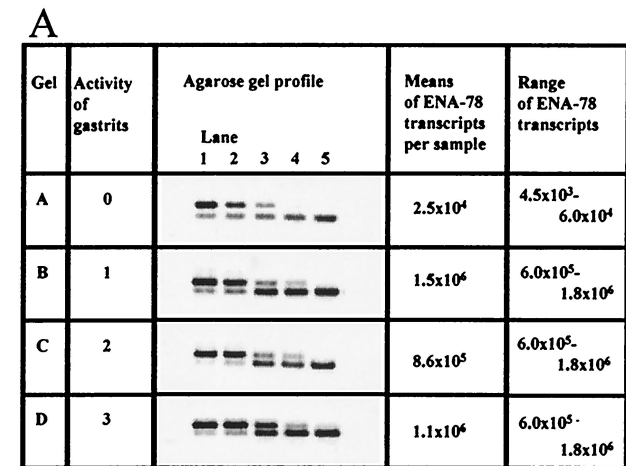 A
Gel Activity of gastrits Agarose gel profile Means of ENA-78 transcripts per sample Range of ENA-78 transcripts
Lane
1 2 3 4 5
A 0 2.5x10⁴ 4.5x10³-
6.0x10⁴
B 1 1.5x10⁶ 6.0x10⁵-
1.8x10⁶
C 2 8.6x10⁵ 6.0x10⁵-
1.8x10⁶
D 3 1.1x10⁶ 6.0x10⁵-
1.8x10⁶